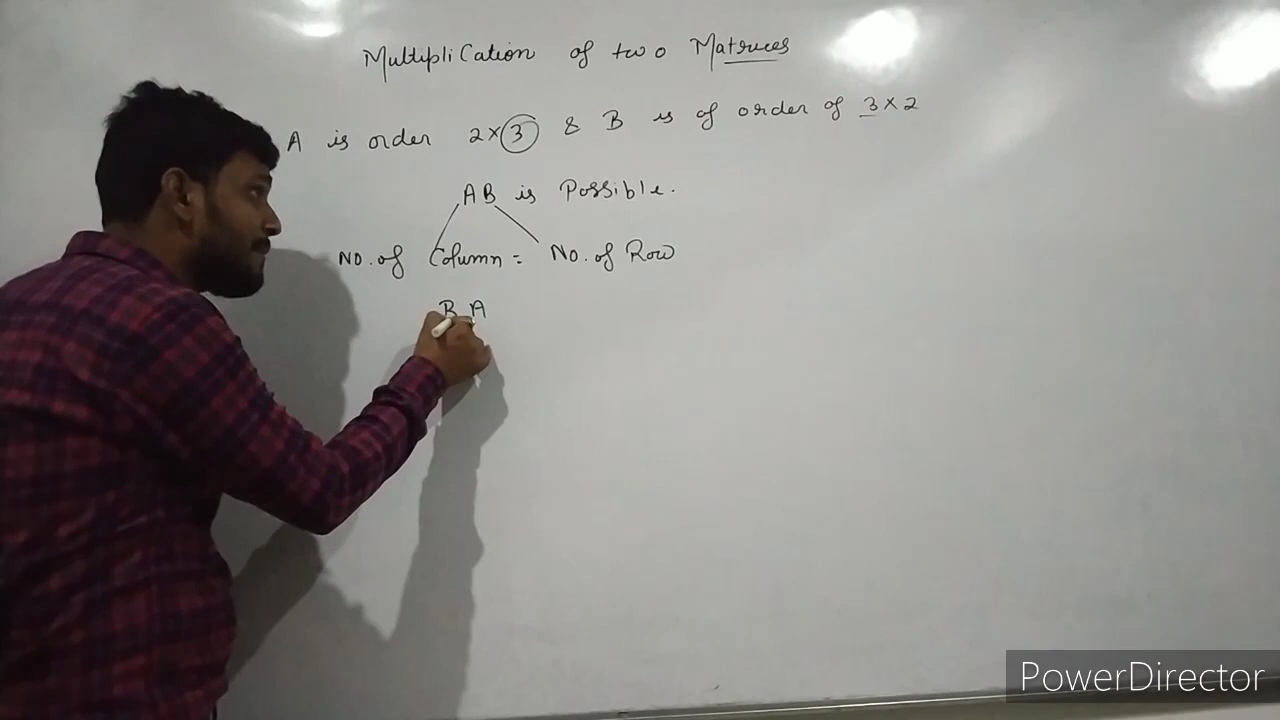 Multiplication of two Matrices
A is order 2×3 & B is of order of 3×2
AB is Possible.
No. of Column = No. of Row
B A
PowerDirector